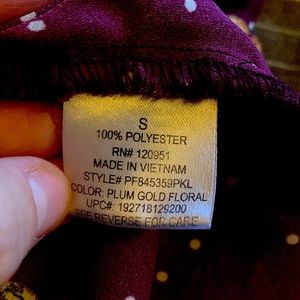 S
100% POLYESTER
RN# 120951
MADE IN VIETNAM
STYLE# PF845359PKL
COLOR: PLUM GOLD FLORAL
UPC#: 192718129200
SEE REVERSE FOR CARE